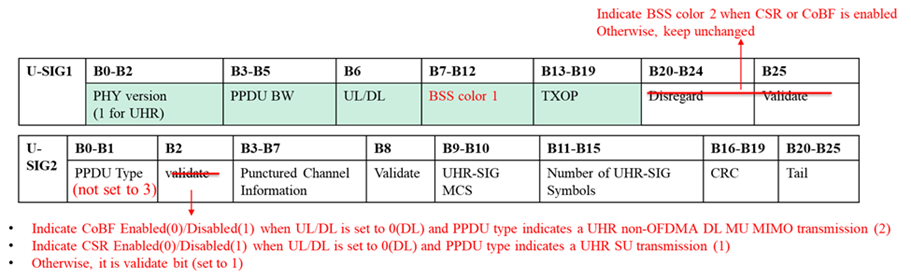 Indicate BSS color 2 when CSR or CoBF is enabled
Otherwise, keep unchanged
U-SIG1 B0-B2 B3-B5 B6 B7-B12 B13-B19 B20-B24 B25
PHY version PPDU BW UL/DL BSS color 1 TXOP Disregard Validate
(1 for UHR)
U- B0-B1 B2 B3-B7 B8 B9-B10 B11-B15 B16-B19 B20-B25
SIG2 PPDU Type validate Punctured Channel Validate UHR-SIG Number of UHR-SIG CRC Tail
(not set to 3) Information MCS Symbols
• Indicate CoBF Enabled(0)/Disabled(1) when UL/DL is set to 0(DL) and PPDU type indicates a UHR non-OFDMA DL MU MIMO transmission (2)
• Indicate CSR Enabled(0)/Disabled(1) when UL/DL is set to 0(DL) and PPDU type indicates a UHR SU transmission (1)
• Otherwise, it is validate bit (set to 1)